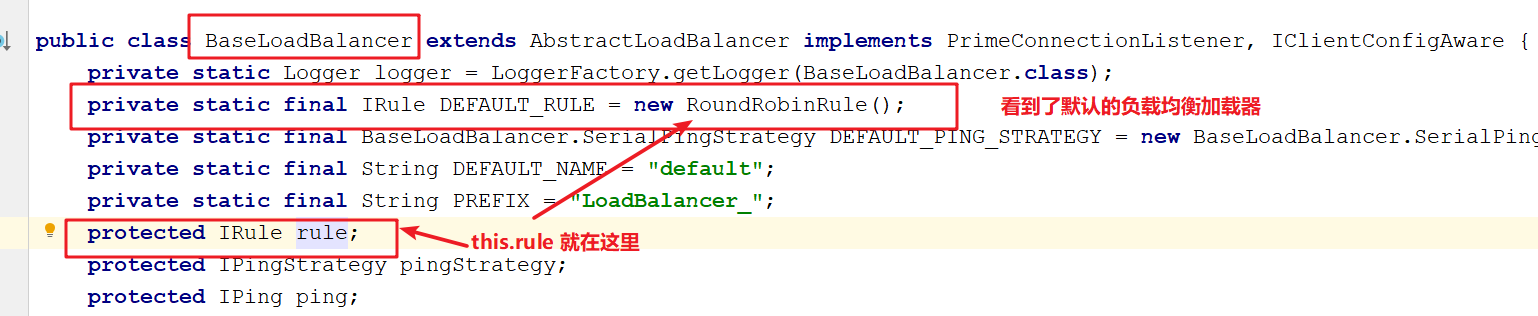 public class BaseLoadBalancer extends AbstractLoadBalancer implements PrimeConnectionListener, IClientConfigAware {
private static Logger logger = LoggerFactory.getLogger(BaseLoadBalancer.class);
private static final IRule DEFAULT_RULE = new RoundRobinRule();
看到了默认的负载均衡加载器
private static final BaseLoadBalancer.SerialPingStrategy DEFAULT_PING_STRATEGY = new BaseLoadBalancer.SerialPing
private static final String DEFAULT_NAME = "default";
private static final String PREFIX = "LoadBalancer_";
protected IRule rule;
this.rule 就在这里
protected IPingStrategy pingStrategy;
protected IPing ping;